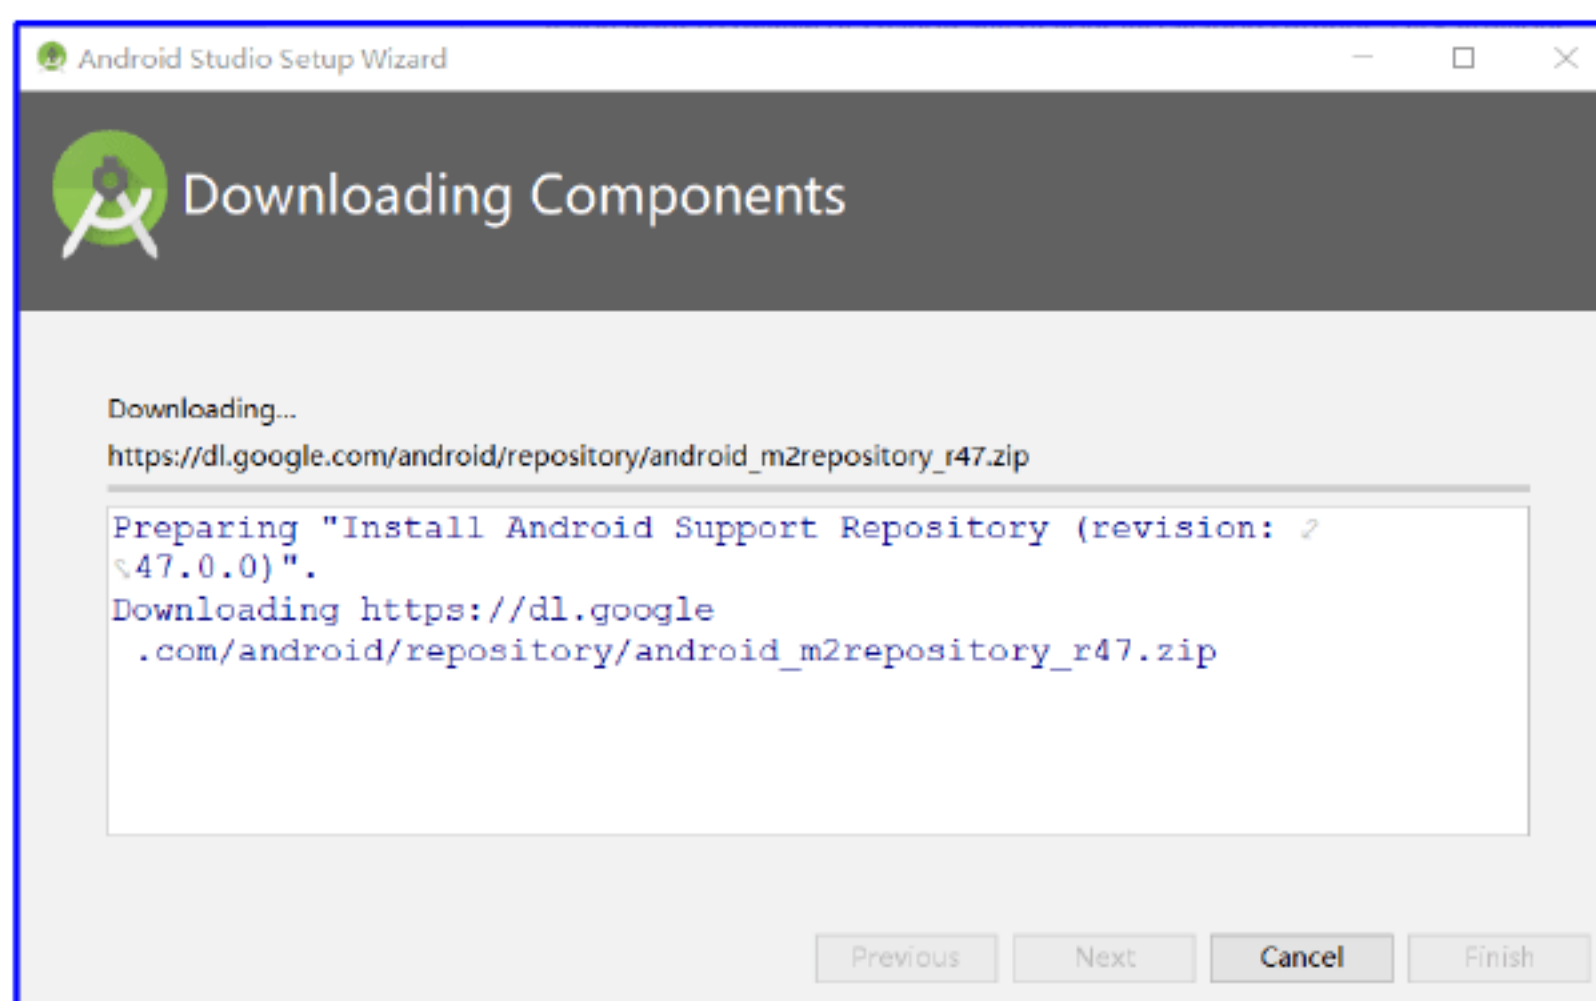 Android Studio Setup Wizard
Downloading Components
Downloading...
https://dl.google.com/android/repository/android_m2repository_r47.zip
Preparing "Install Android Support Repository (revision:
47.0.0)".
Downloading https://dl.google
.com/android/repository/android_m2repository_r47.zip
Previous Next Cancel Finish